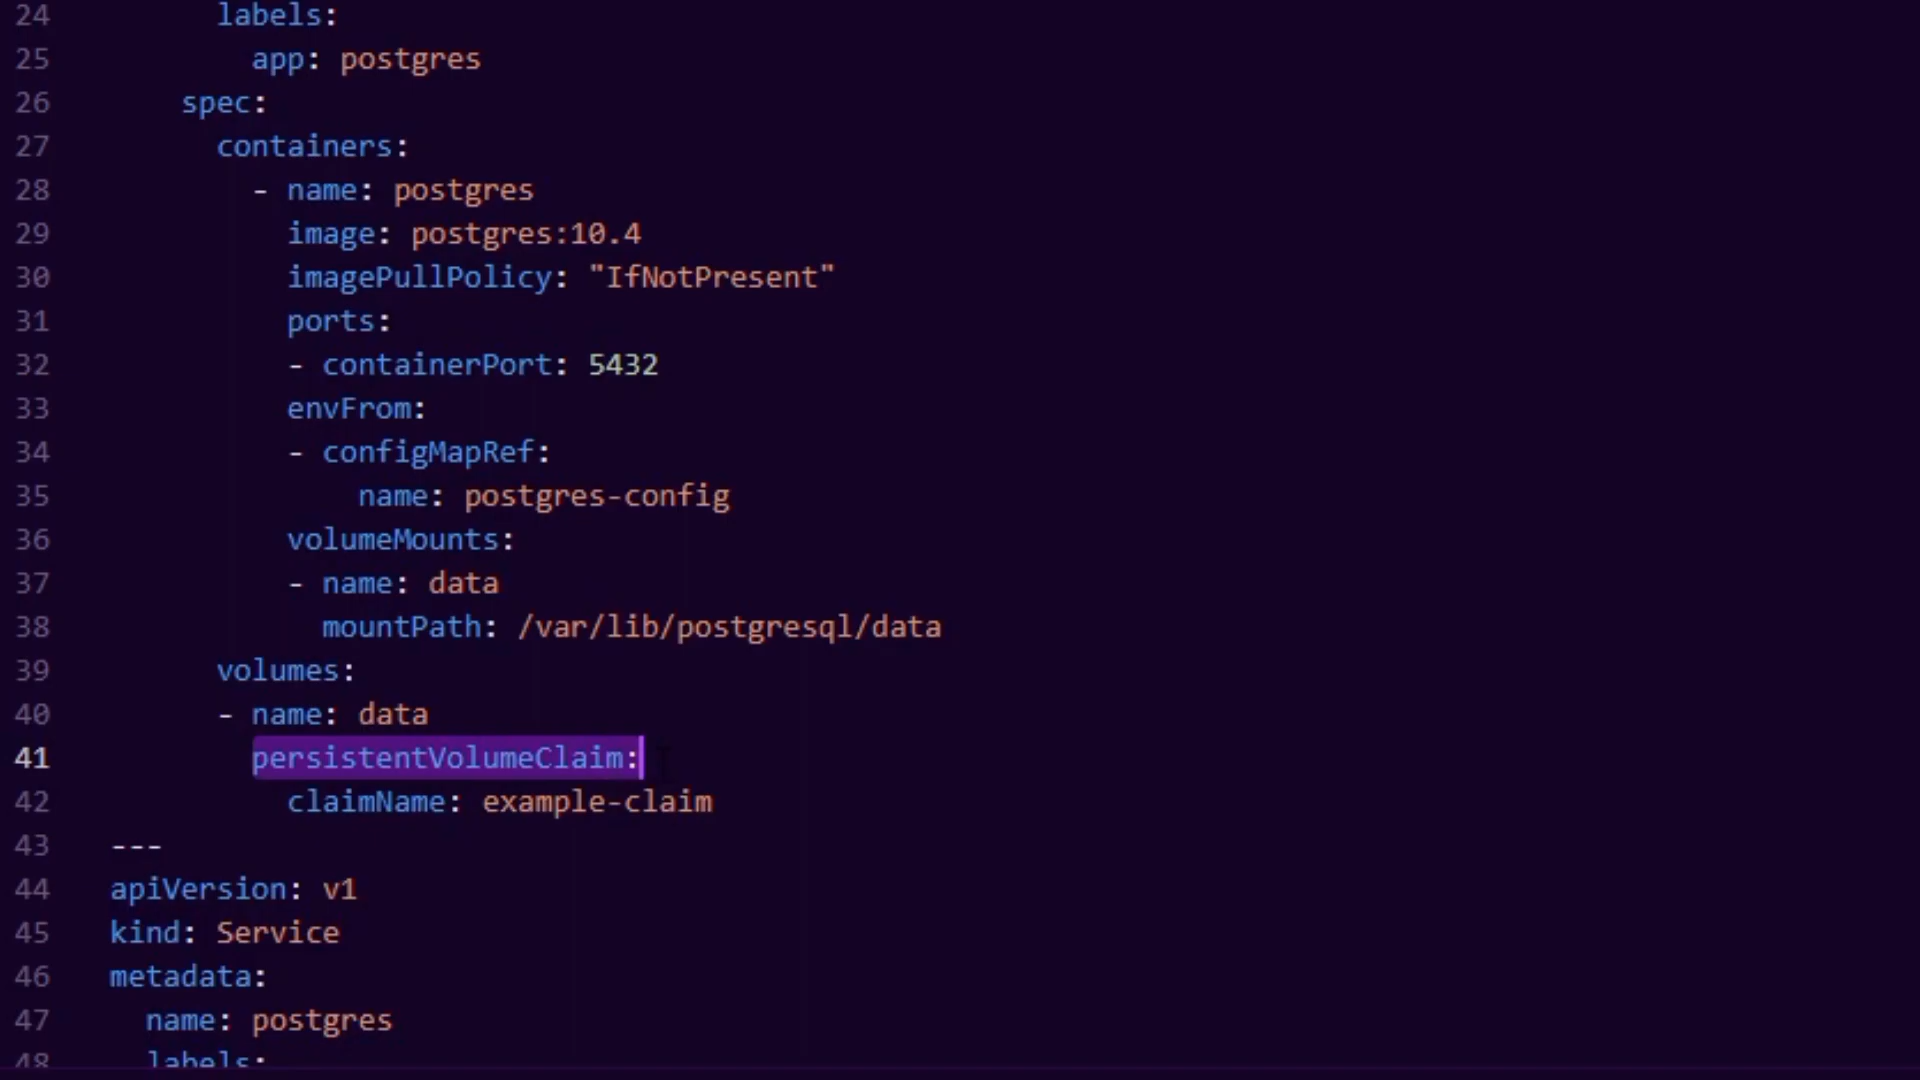 24 labels:
25 app: postgres
26 spec:
27 containers:
28 - name: postgres
29 image: postgres:10.4
30 imagePullPolicy: "IfNotPresent"
31 ports:
32 - containerPort: 5432
33 envFrom:
34 - configMapRef:
35 name: postgres-config
36 volumeMounts:
37 - name: data
38 mountPath: /var/lib/postgresql/data
39 volumes:
40 - name: data
41 persistentVolumeClaim:
42 claimName: example-claim
43 ---
44 apiVersion: v1
45 kind: Service
46 metadata:
47 name: postgres
48 labels: